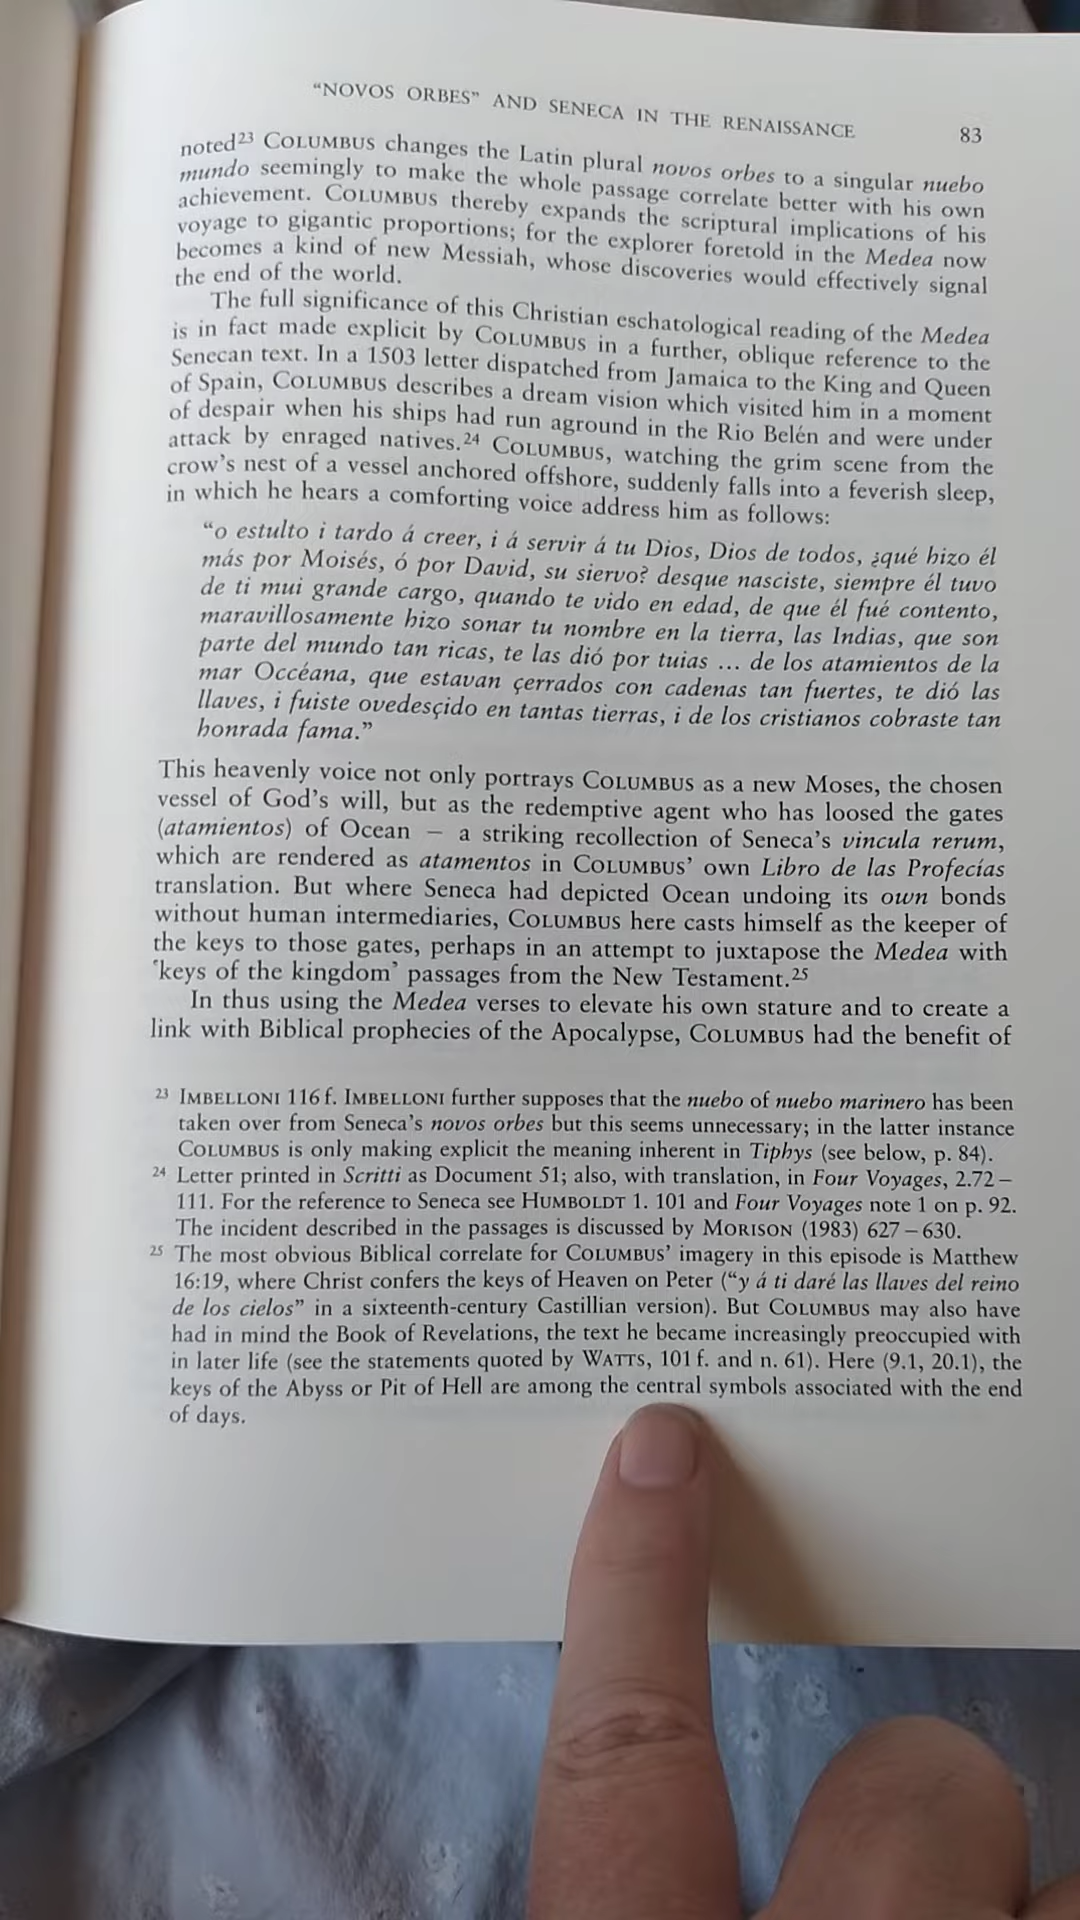 “NOVOS ORBES” AND SENECA IN THE RENAISSANCE 83
noted23 COLUMBUS changes the Latin plural novos orbes to a singular nuebo
mundo seemingly to make the whole passage correlate better with his own
achievement. COLUMBUS thereby expands the scriptural implications of his
voyage to gigantic proportions; for the explorer foretold in the Medea now
becomes a kind of new Messiah, whose discoveries would effectively signal
the end of the world.
The full significance of this Christian eschatological reading of the Medea
is in fact made explicit by COLUMBUS in a further, oblique reference to the
Senecan text. In a 1503 letter dispatched from Jamaica to the King and Queen
of Spain, COLUMBUS describes a dream vision which visited him in a moment
of despair when his ships had run aground in the Rio Belén and were under
attack by enraged natives.24 COLUMBUS, watching the grim scene from the
crow’s nest of a vessel anchored offshore, suddenly falls into a feverish sleep,
in which he hears a comforting voice address him as follows:
“o estulto i tardo á creer, i á servir á tu Dios, Dios de todos, ¿qué hizo él
más por Moisés, ó por David, su siervo? desque nasciste, siempre él tuvo
de ti mui grande cargo, quando te vido en edad, de que él fué contento,
maravillosamente hizo sonar tu nombre en la tierra, las Indias, que son
parte del mundo tan ricas, te las dió por tuias ... de los atamientos de la
mar Occéana, que estavan çerrados con cadenas tan fuertes, te dió las
llaves, i fuiste ovedesçido en tantas tierras, i de los cristianos cobraste tan
honrada fama.”
This heavenly voice not only portrays COLUMBUS as a new Moses, the chosen
vessel of God’s will, but as the redemptive agent who has loosed the gates
(atamientos) of Ocean – a striking recollection of Seneca’s vincula rerum,
which are rendered as atamentos in COLUMBUS’ own Libro de las Profecías
translation. But where Seneca had depicted Ocean undoing its own bonds
without human intermediaries, COLUMBUS here casts himself as the keeper of
the keys to those gates, perhaps in an attempt to juxtapose the Medea with
‘keys of the kingdom’ passages from the New Testament.25
In thus using the Medea verses to elevate his own stature and to create a
link with Biblical prophecies of the Apocalypse, COLUMBUS had the benefit of
23 IMBELLONI 116 f. IMBELLONI further supposes that the nuebo of nuebo marinero has been
taken over from Seneca’s novos orbes but this seems unnecessary; in the latter instance
COLUMBUS is only making explicit the meaning inherent in Tiphys (see below, p. 84).
24 Letter printed in Scritti as Document 51; also, with translation, in Four Voyages, 2.72 –
111. For the reference to Seneca see HUMBOLDT 1. 101 and Four Voyages note 1 on p. 92.
The incident described in the passages is discussed by MORISON (1983) 627 – 630.
25 The most obvious Biblical correlate for COLUMBUS’ imagery in this episode is Matthew
16:19, where Christ confers the keys of Heaven on Peter (“y á ti daré las llaves del reino
de los cielos” in a sixteenth-century Castillian version). But COLUMBUS may also have
had in mind the Book of Revelations, the text he became increasingly preoccupied with
in later life (see the statements quoted by WATTS, 101 f. and n. 61). Here (9.1, 20.1), the
keys of the Abyss or Pit of Hell are among the central symbols associated with the end
of days.